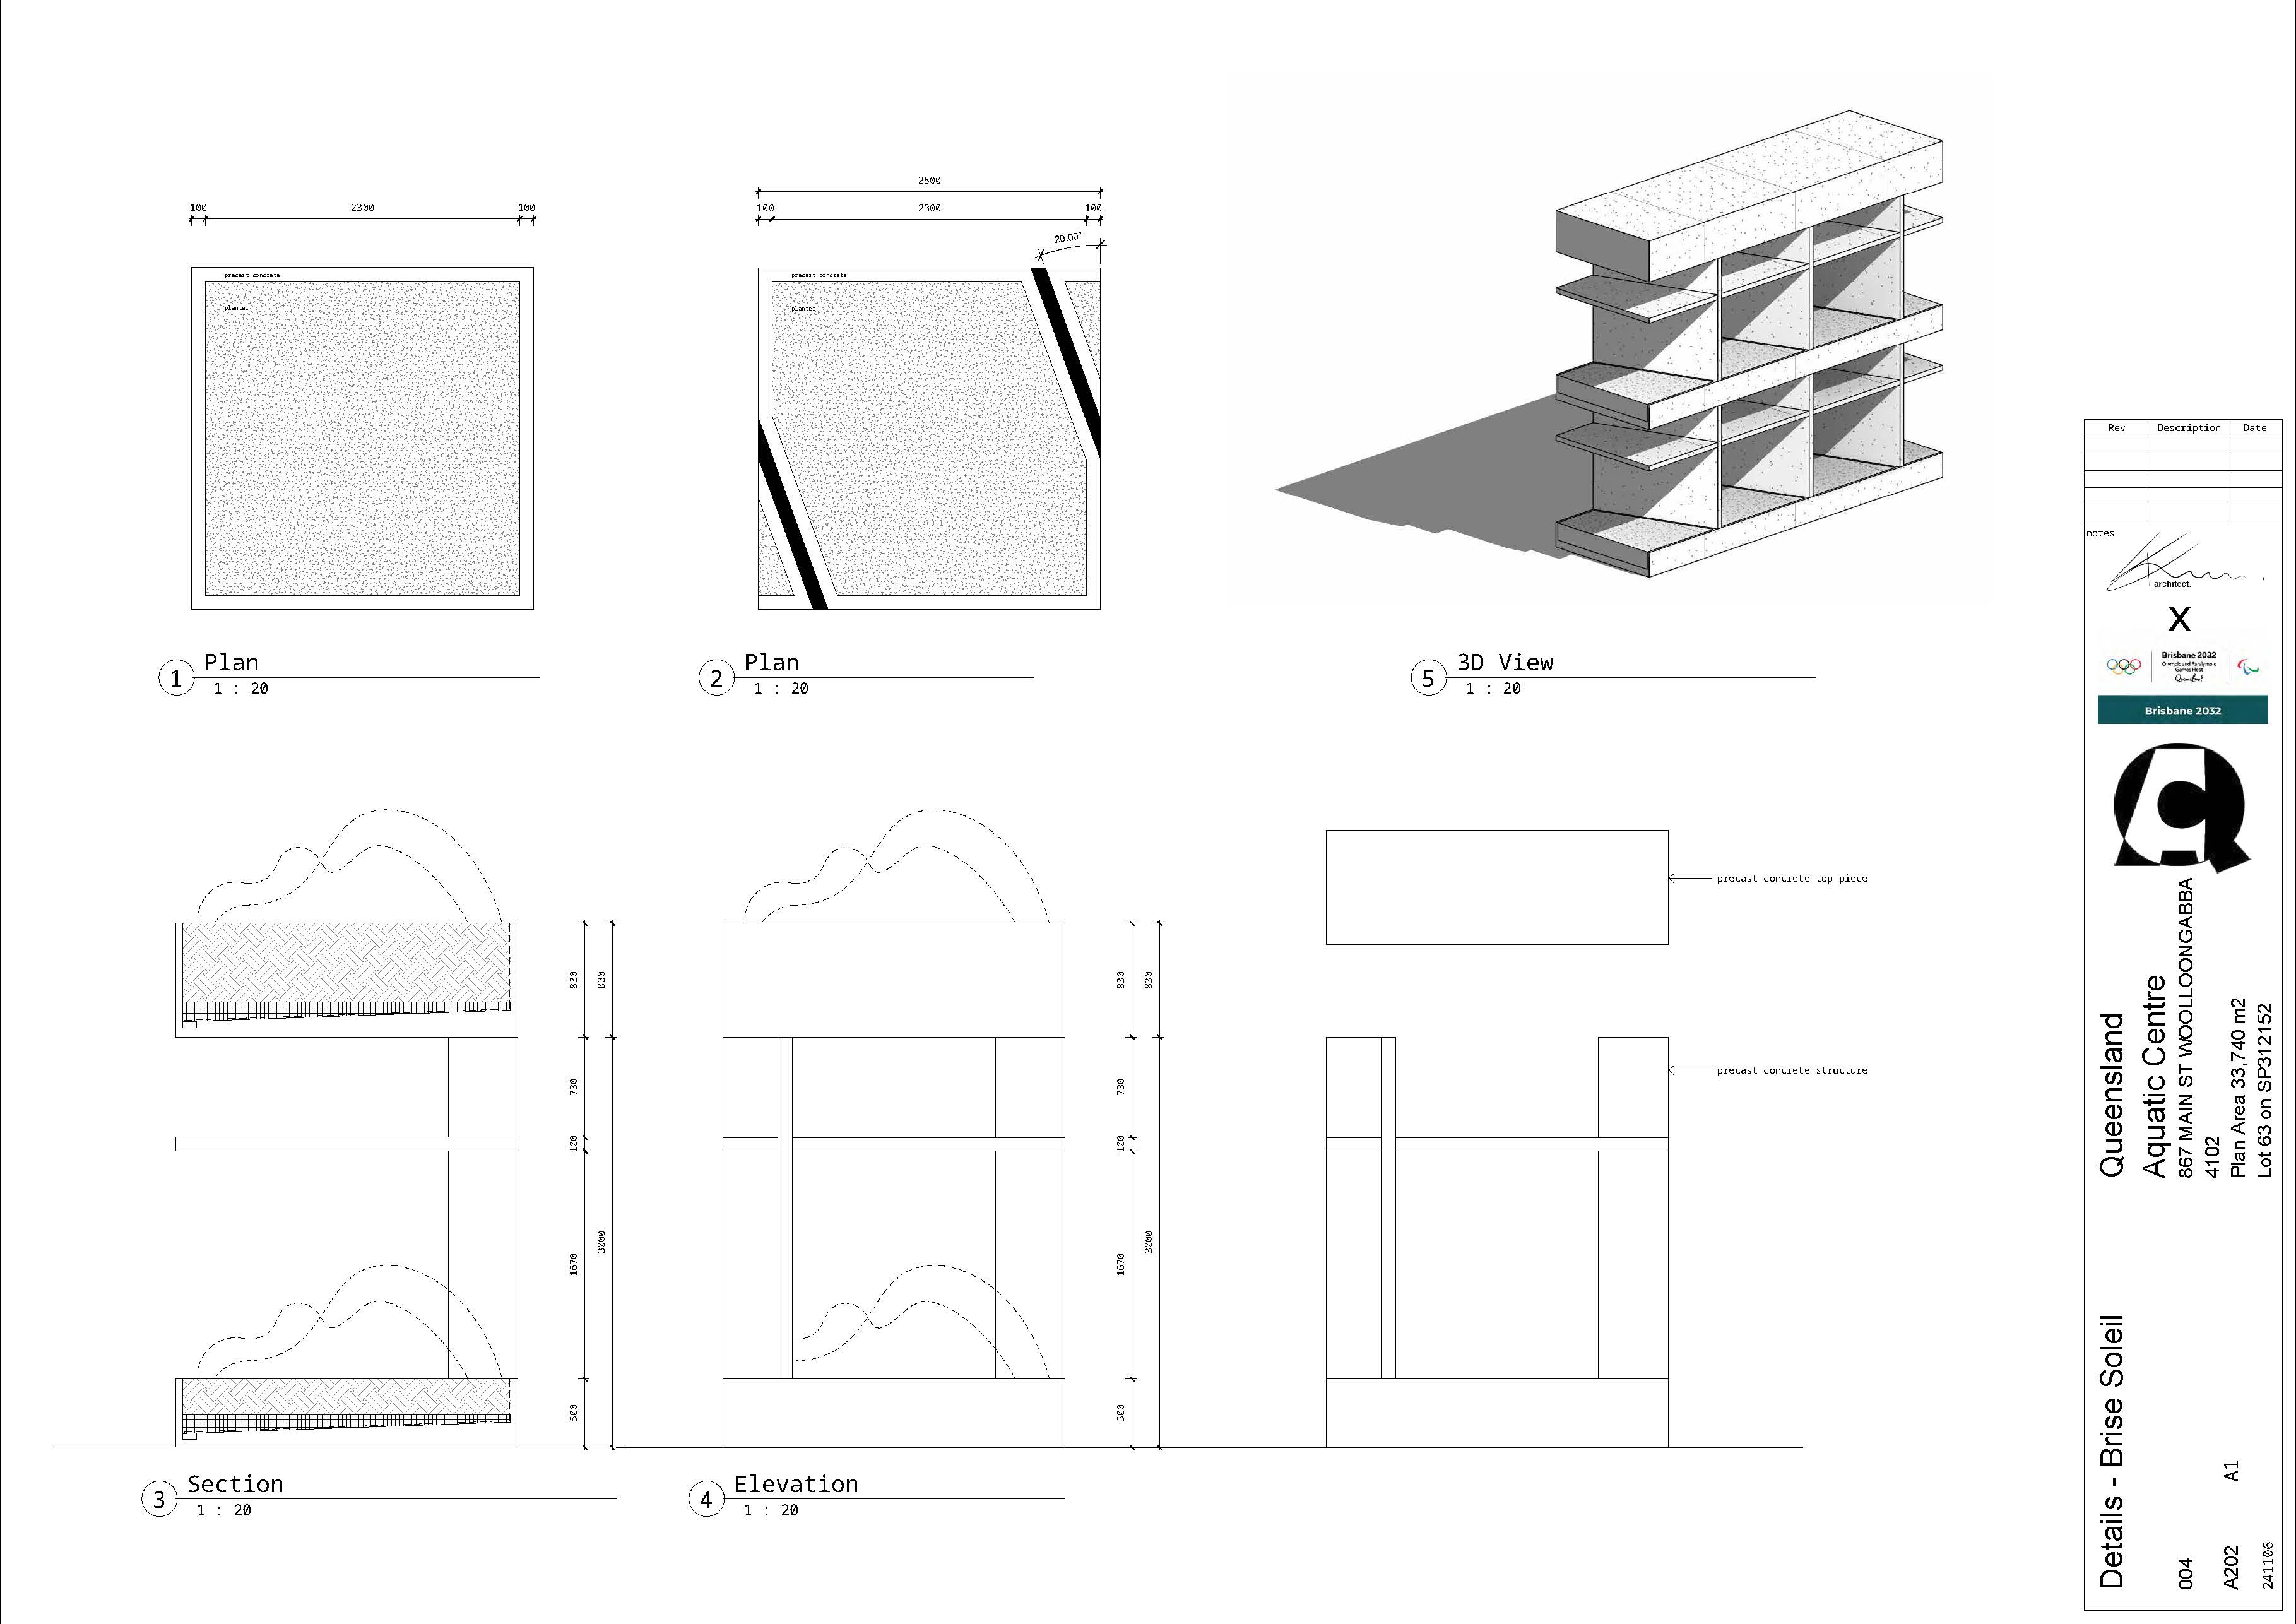 2500
100 2300 100
100 2300 100
20.00°
precast concrete
planter
precast concrete
planter
1 Plan
1 : 20
2 Plan
1 : 20
5 3D View
1 : 20
830 830
730
100
1670
3000
500
830 830
730
100
1670
3000
500
precast concrete top piece
precast concrete structure
3 Section
1 : 20
4 Elevation
1 : 20
Rev Description Date
notes
architect.
X
Brisbane 2032
Olympic and Paralympic
Games Host
Queensland
Brisbane 2032
Queensland
Aquatic Centre
867 MAIN ST WOOLLOONGABBA
4102
Plan Area 33,740 m2
Lot 63 on SP312152
Details - Brise Soleil
004
A202 A1
241106